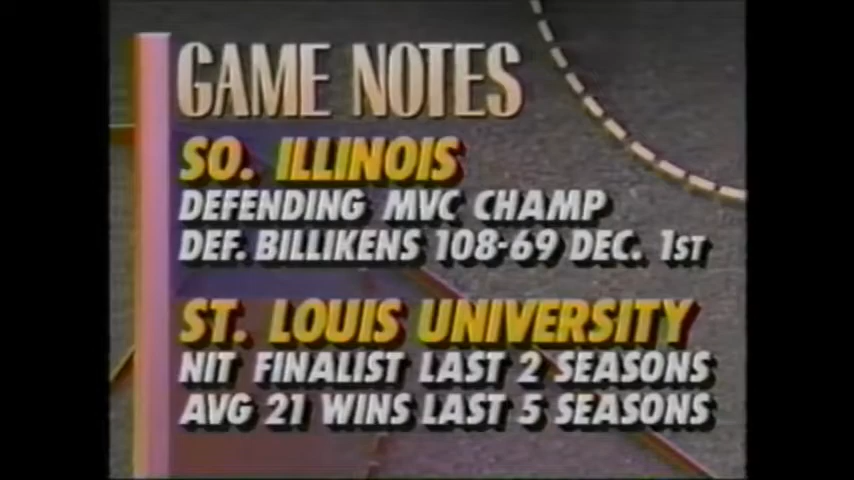 GAME NOTES
SO. ILLINOIS
DEFENDING MVC CHAMP
DEF. BILLIKENS 108-69 DEC. 1ST
ST. LOUIS UNIVERSITY
NIT FINALIST LAST 2 SEASONS
AVG 21 WINS LAST 5 SEASONS